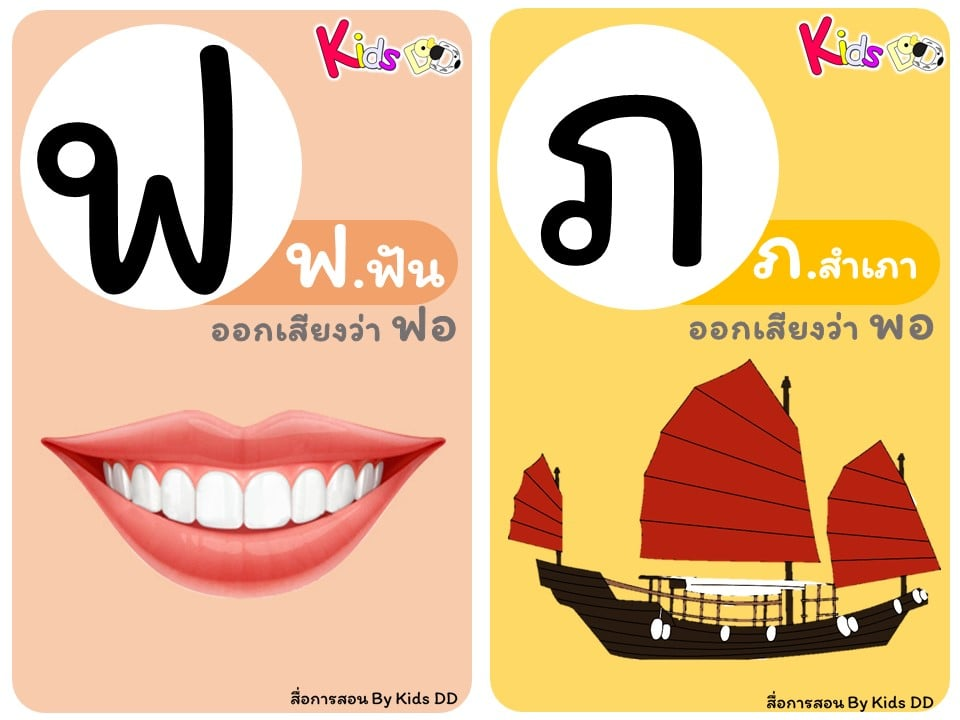 Kids DD
ฟ
ฟ.ฟัน
ออกเสียงว่า ฟอ
สื่อการสอน By Kids DD
Kids DD
ภ
ภ.สำเภา
ออกเสียงว่า พอ
สื่อการสอน By Kids DD